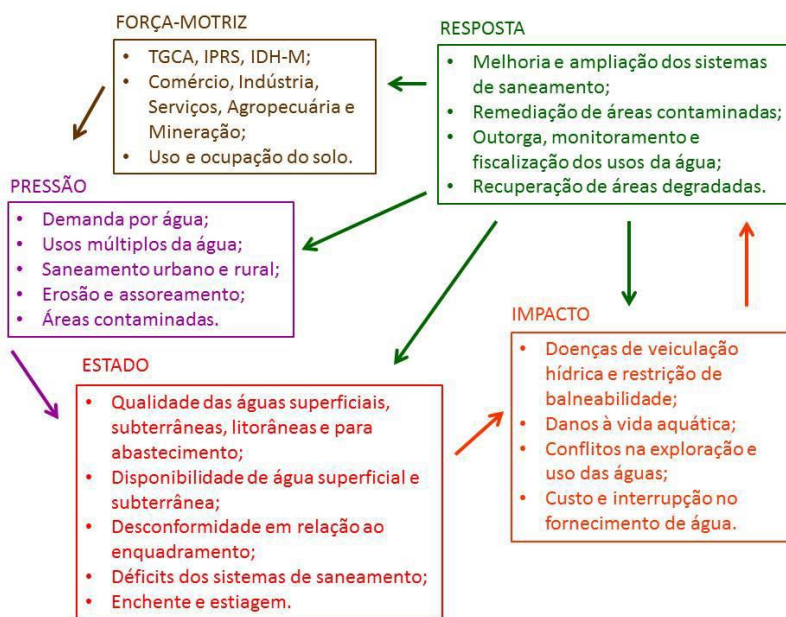 FORÇA-MOTRIZ
• TGCA, IPRS, IDH-M;
• Comércio, Indústria,
Serviços, Agropecuária e
Mineração;
• Uso e ocupação do solo.
RESPOSTA
• Melhoria e ampliação dos sistemas
de saneamento;
• Remediação de áreas contaminadas;
• Outorga, monitoramento e
fiscalização dos usos da água;
• Recuperação de áreas degradadas.
PRESSÃO
• Demanda por água;
• Usos múltiplos da água;
• Saneamento urbano e rural;
• Erosão e assoreamento;
• Áreas contaminadas.
IMPACTO
• Doenças de veiculação
hídrica e restrição de
balneabilidade;
• Danos à vida aquática;
• Conflitos na exploração e
uso das águas;
• Custo e interrupção no
fornecimento de água.
ESTADO
• Qualidade das águas superficiais,
subterrâneas, litorâneas e para
abastecimento;
• Disponibilidade de água superficial e
subterrânea;
• Desconformidade em relação ao
enquadramento;
• Déficits dos sistemas de saneamento;
• Enchente e estiagem.